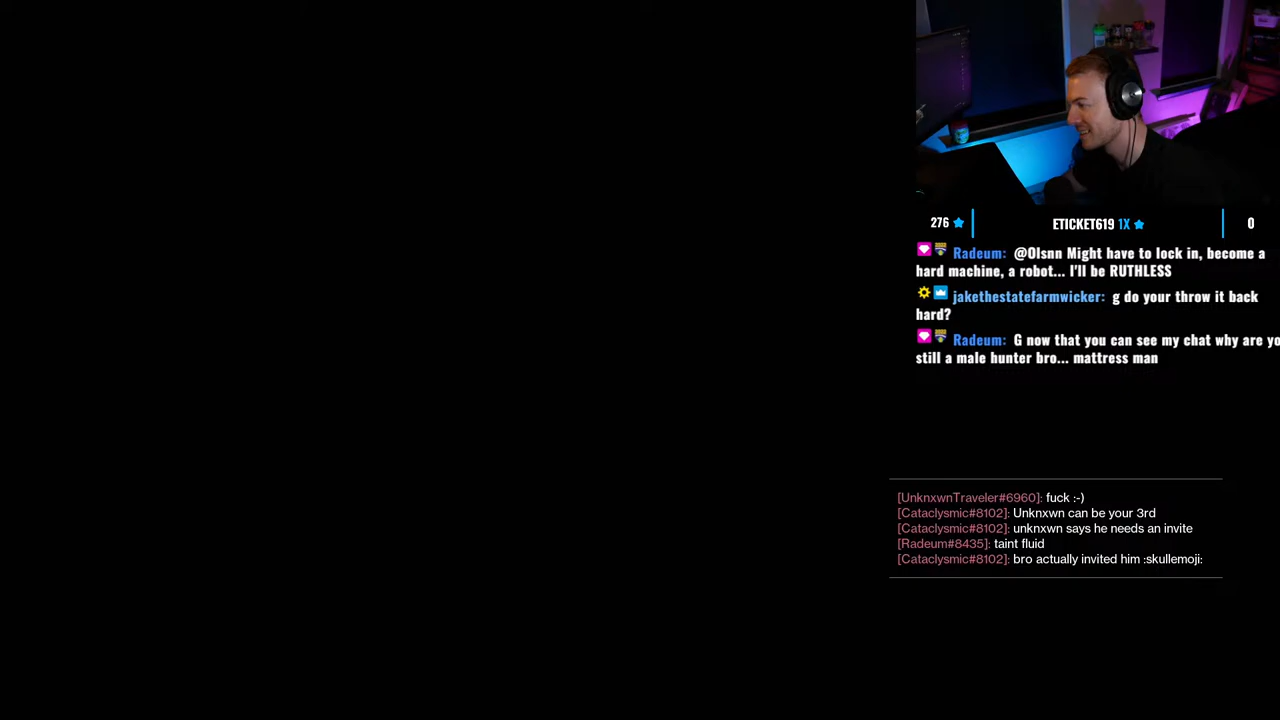 276
ETICKET619 1X
0
Radeum: @Olsnn Might have to lock in, become a
hard machine, a robot... I'll be RUTHLESS
jakethestatefarmwicker: g do your throw it back
hard?
Radeum: G now that you can see my chat why are yo
still a male hunter bro... mattress man
[UnknxwnTraveler#6960]: fuck :-)
[Cataclysmic#8102]: Unknxwn can be your 3rd
[Cataclysmic#8102]: unknxwn says he needs an invite
[Radeum#8435]: taint fluid
[Cataclysmic#8102]: bro actually invited him :skullemoji: